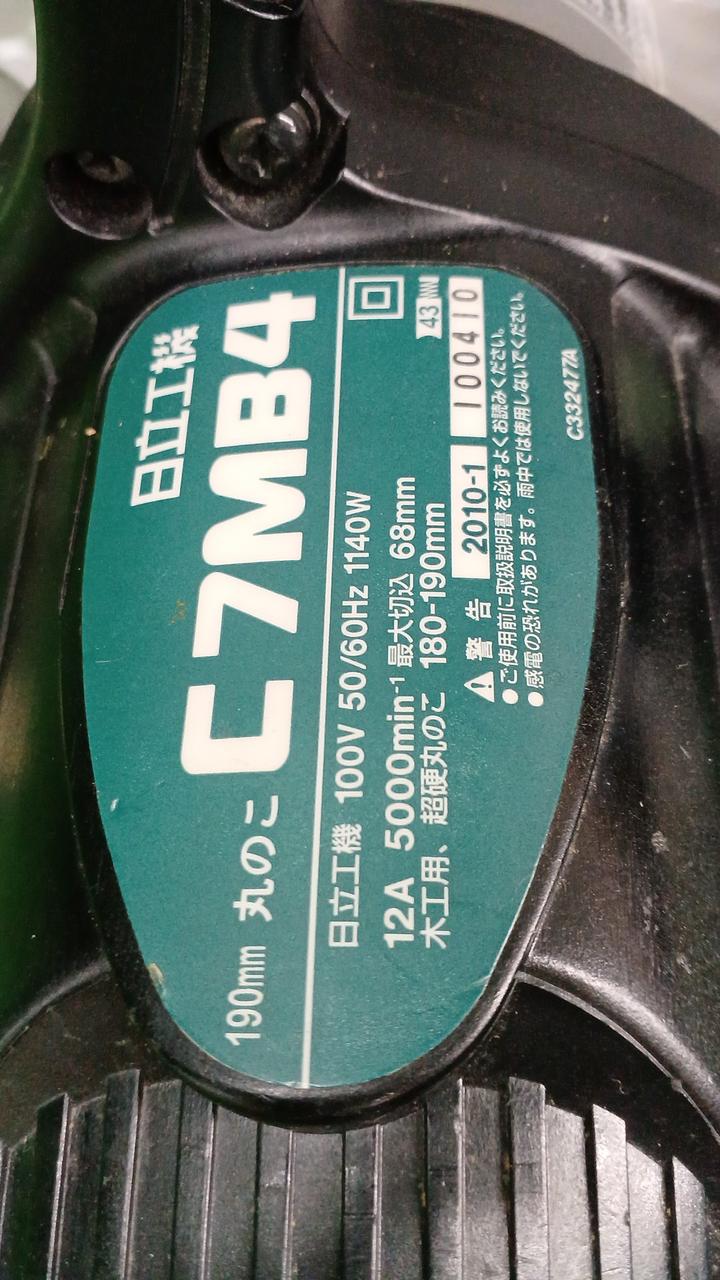 日立工機
190mm 丸のこ C7MB4
日立工機 100V 50/60Hz 1140W
12A 5000min⁻¹ 最大切込 68mm
木工用、超硬丸のこ 180-190mm
43
警告 2010-1 100410
●ご使用前に取扱説明書を必ずよくお読みください。
●感電の恐れがあります。雨中では使用しないでください。
C332477A